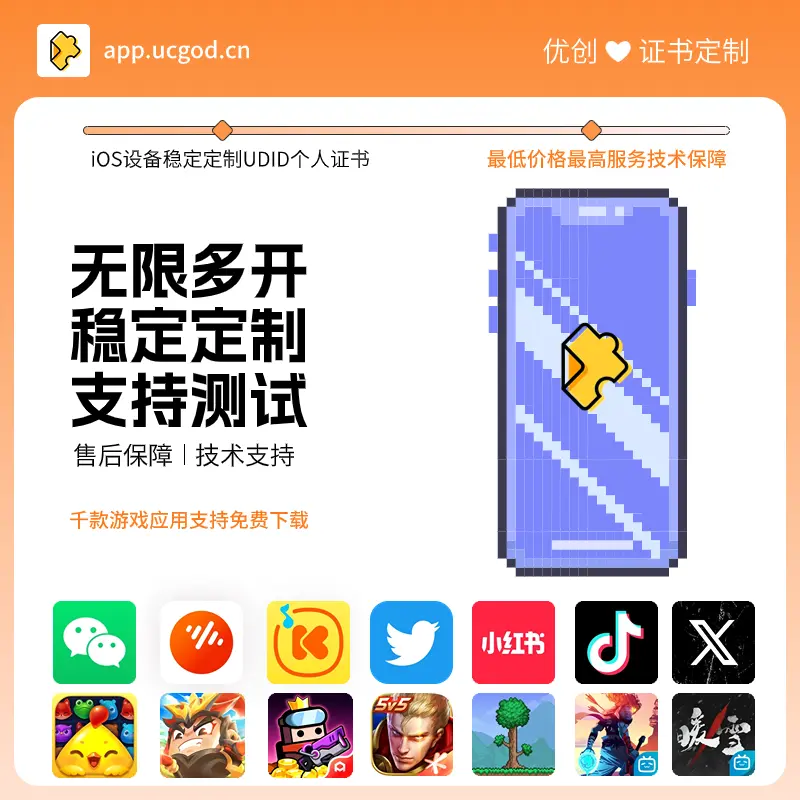 app.ucgod.cn
优创 证书定制
iOS设备稳定定制UDID个人证书
最低价格最高服务技术保障
无限多开
稳定定制
支持测试
售后保障 | 技术支持
千款游戏应用支持免费下载
小红书
5v5
暖雪